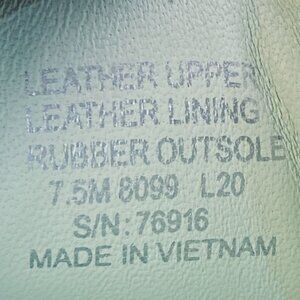 LEATHER UPPER
LEATHER LINING
RUBBER OUTSOLE
7.5M 8099 L20
S/N: 76916
MADE IN VIETNAM